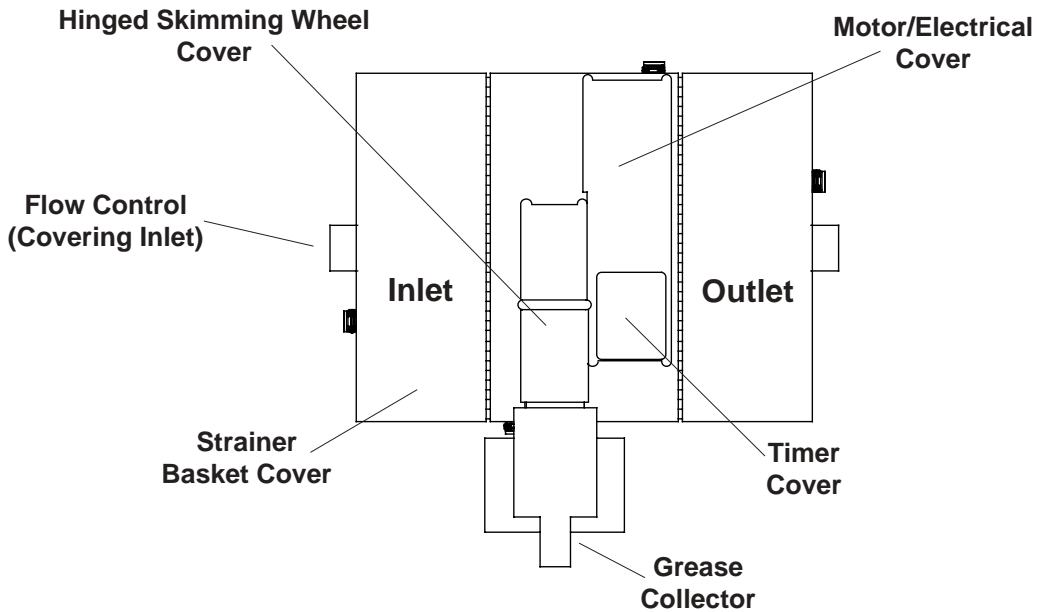 Hinged Skimming Wheel
Cover
Motor/Electrical
Cover
Flow Control
(Covering Inlet)
Inlet
Outlet
Strainer
Basket Cover
Timer
Cover
Grease
Collector